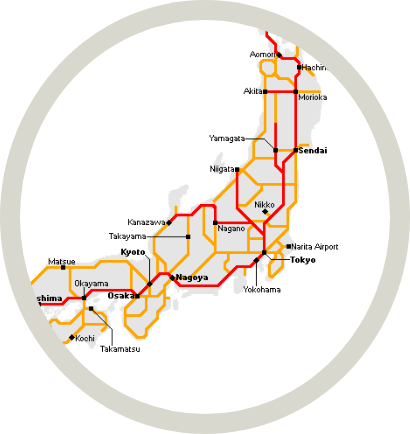 Aomori
Hachin
Akita
Morioka
Yamagata
Sendai
Niigata
Nikko
Kanazawa
Nagano
Takayama
Narita Airport
Kyoto
Tokyo
Matsue
Nagoya
Okayama
Yokohama
shima
Osaka
Kochi
Takamatsu